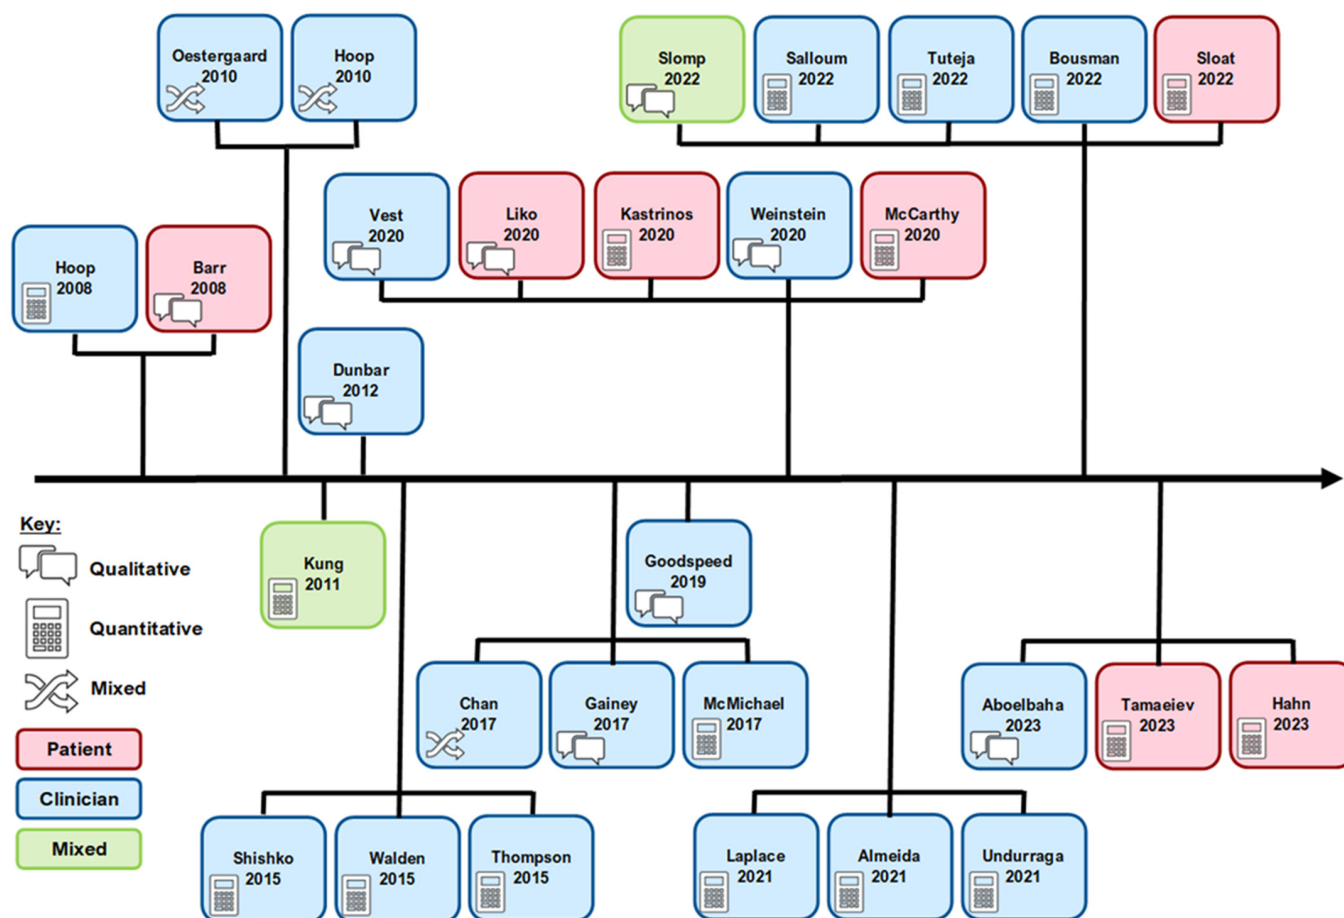 Oestergaard
2010
Hoop
2010
Slomp
2022
Salloum
2022
Tuteja
2022
Bousman
2022
Sloat
2022
Vest
2020
Liko
2020
Kastrinos
2020
Weinstein
2020
McCarthy
2020
Hoop
2008
Barr
2008
Dunbar
2012
Kung
2011
Goodspeed
2019
Chan
2017
Gainey
2017
McMichael
2017
Aboelbaha
2023
Tamaeiev
2023
Hahn
2023
Shishko
2015
Walden
2015
Thompson
2015
Laplace
2021
Almeida
2021
Undurraga
2021
Key:
Qualitative
Quantitative
Mixed
Patient
Clinician
Mixed